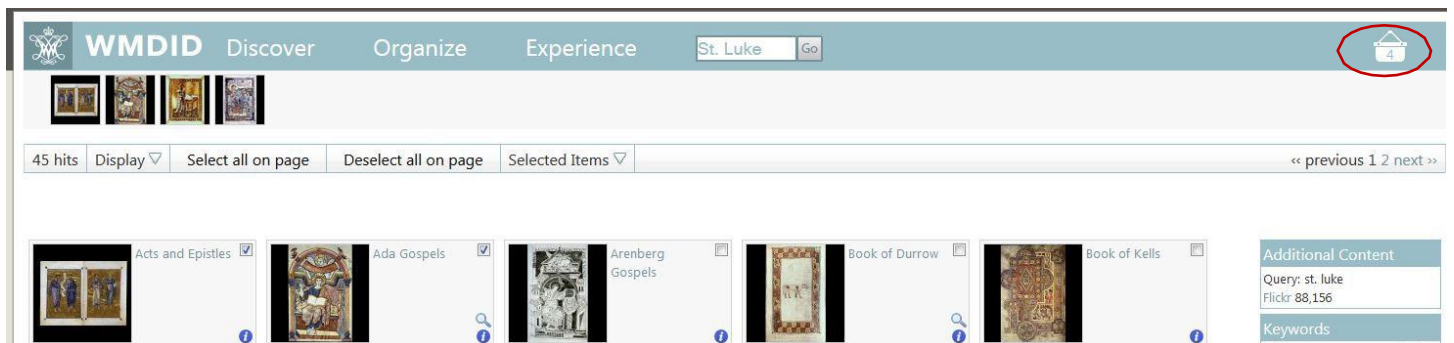 WMDID Discover Organize Experience St. Luke Go 4
45 hits Display Select all on page Deselect all on page Selected Items ‹‹ previous 1 2 next ››
Acts and Epistles
Ada Gospels
Arenberg
Gospels
Book of Durrow
Book of Kells
Additional Content
Query: st. luke
Flickr 88,156
Keywords